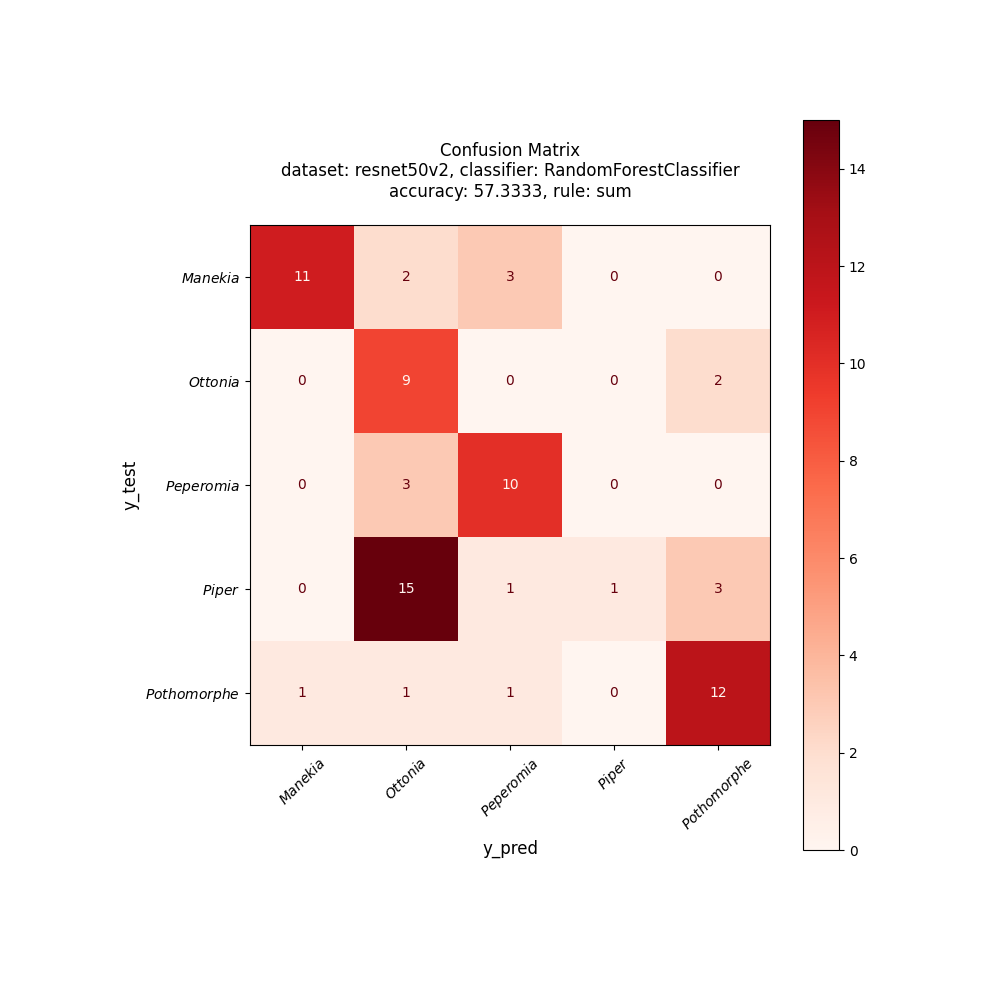 Confusion Matrix
dataset: resnet50v2, classifier: RandomForestClassifier
accuracy: 57.3333, rule: sum
14
12
10
8
6
4
2
0
y_test
Manekia 11 2 3 0 0
Ottonia 0 9 0 0 2
Peperomia 0 3 10 0 0
Piper 0 15 1 1 3
Pothomorphe 1 1 1 0 12
Manekia Ottonia Peperomia Piper Pothomorphe
y_pred